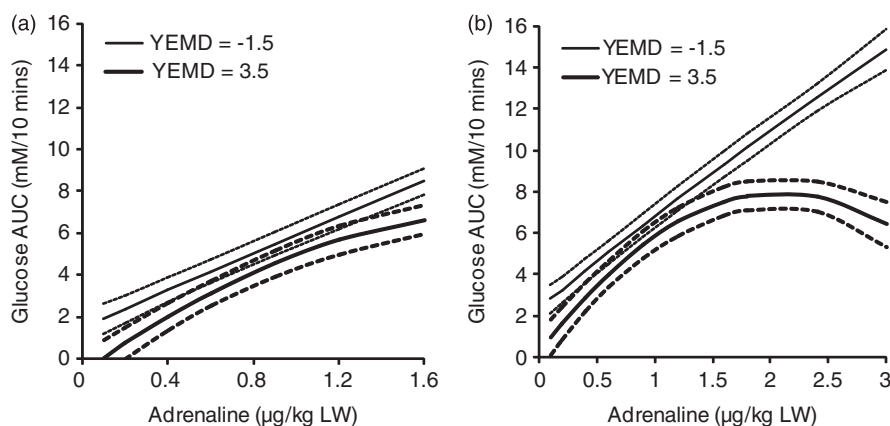 (a)
YEMD = -1.5
YEMD = 3.5
Glucose AUC (mM/10 mins)
16
14
12
10
8
6
4
2
0
0 0.4 0.8 1.2 1.6
Adrenaline (μg/kg LW)
(b)
YEMD = -1.5
YEMD = 3.5
Glucose AUC (mM/10 mins)
16
14
12
10
8
6
4
2
0
0 0.5 1 1.5 2 2.5 3
Adrenaline (μg/kg LW)